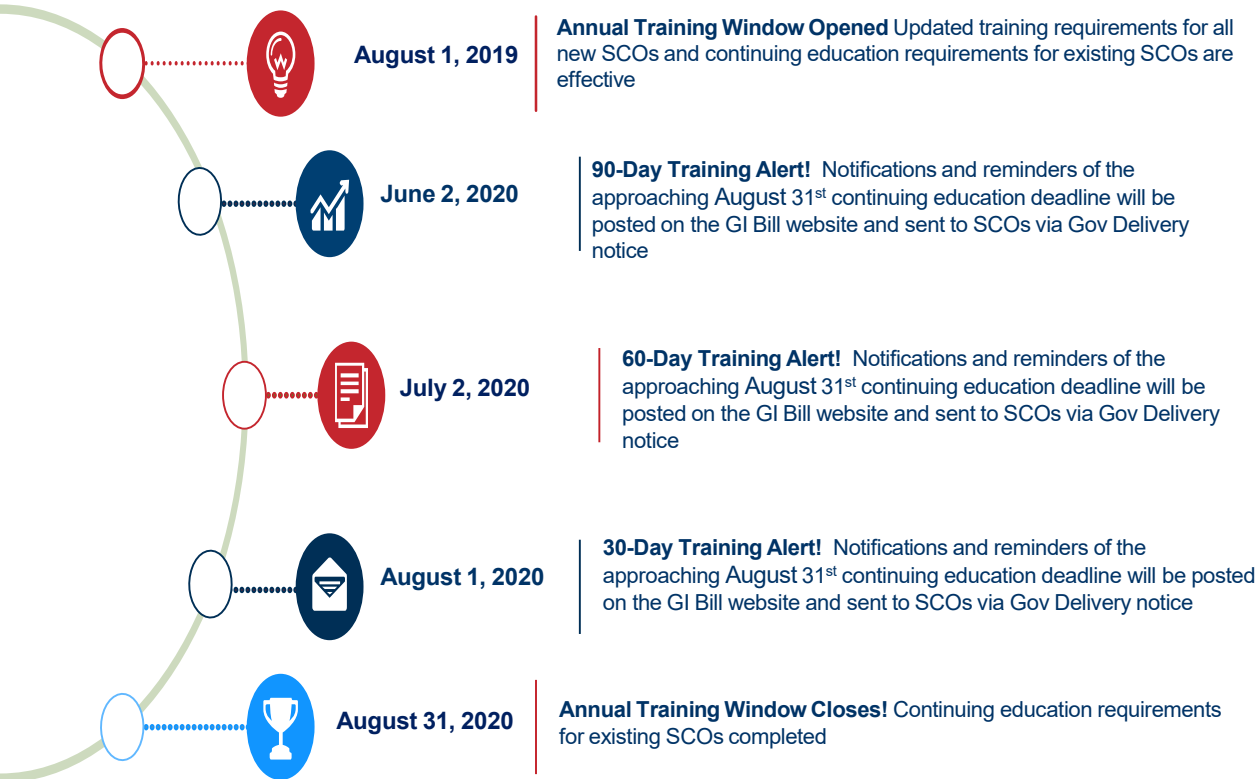 August 1, 2019
Annual Training Window Opened Updated training requirements for all
new SCOs and continuing education requirements for existing SCOs are
effective
June 2, 2020
90-Day Training Alert! Notifications and reminders of the
approaching August 31st continuing education deadline will be
posted on the GI Bill website and sent to SCOs via Gov Delivery
notice
July 2, 2020
60-Day Training Alert! Notifications and reminders of the
approaching August 31st continuing education deadline will be
posted on the GI Bill website and sent to SCOs via Gov Delivery
notice
August 1, 2020
30-Day Training Alert! Notifications and reminders of the
approaching August 31st continuing education deadline will be posted
on the GI Bill website and sent to SCOs via Gov Delivery notice
August 31, 2020
Annual Training Window Closes! Continuing education requirements
for existing SCOs completed